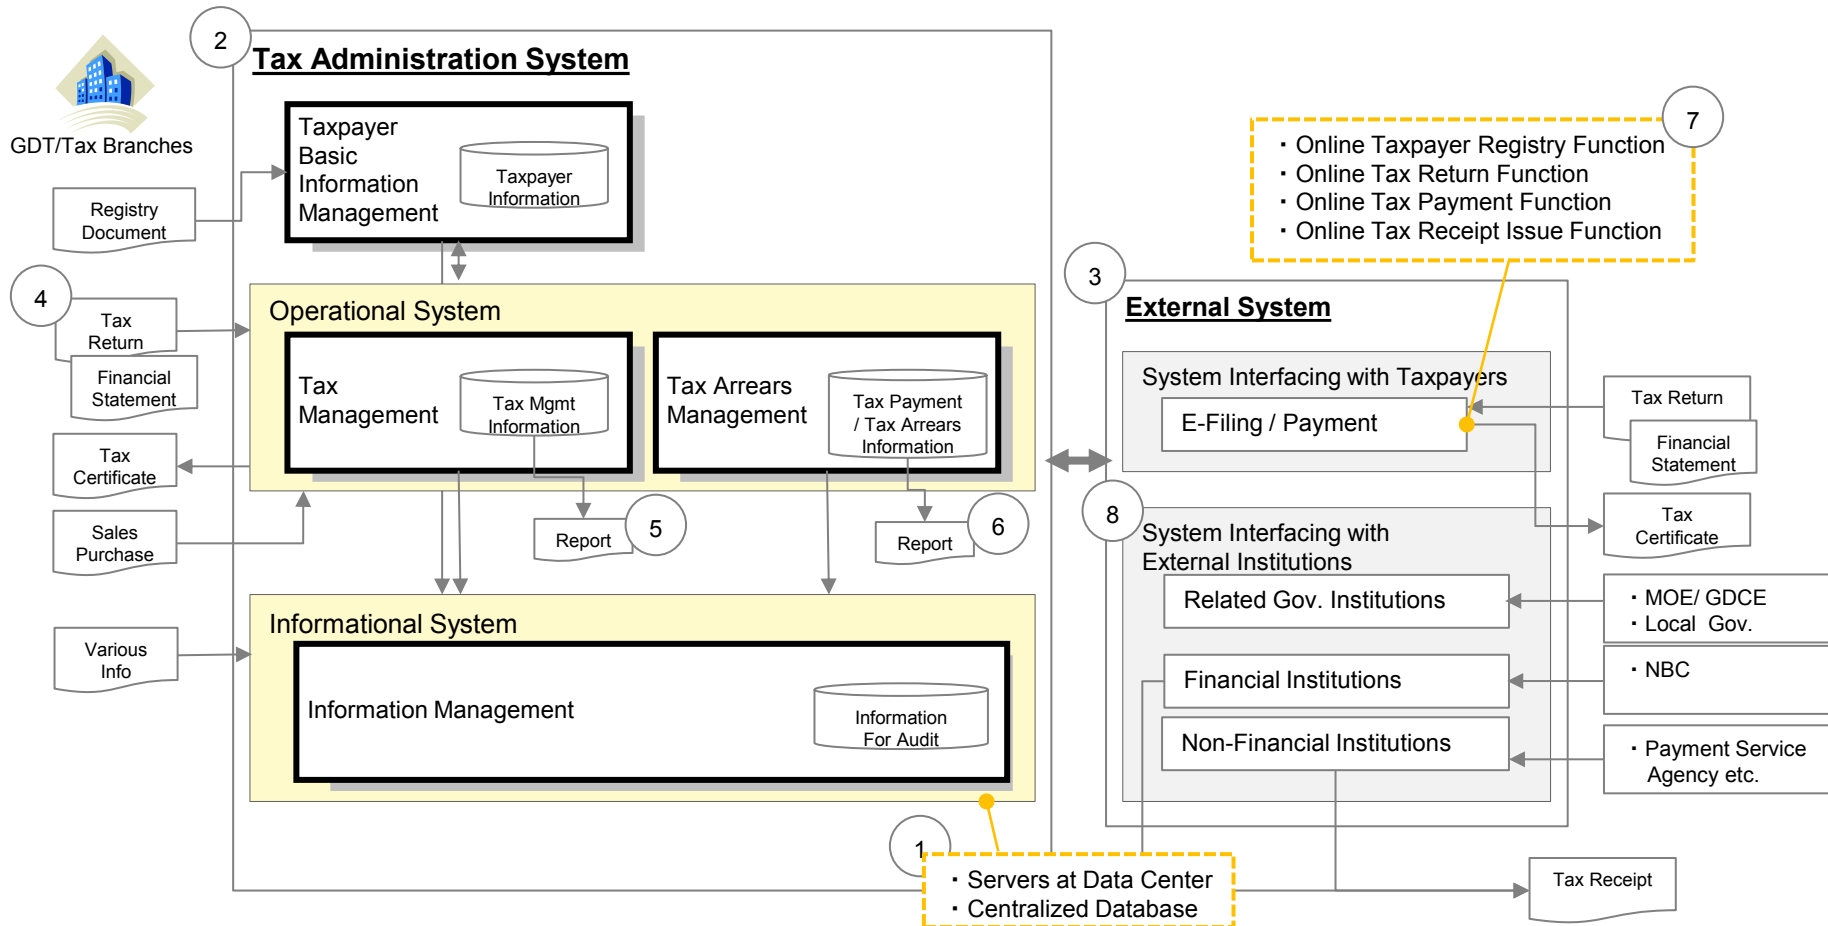 2
Tax Administration System
GDT/Tax Branches
Taxpayer
Basic
Information
Management
Taxpayer
Information
Registry
Document
4
Tax
Return
Financial
Statement
Tax
Certificate
Sales
Purchase
Various
Info
Operational System
Tax
Management
Tax Mgmt
Information
Tax Arrears
Management
Tax Payment
/ Tax Arrears
Information
Report
5
Report
6
Informational System
Information Management
Information
For Audit
1
・Servers at Data Center
・Centralized Database
7
・Online Taxpayer Registry Function
・Online Tax Return Function
・Online Tax Payment Function
・Online Tax Receipt Issue Function
3
External System
System Interfacing with Taxpayers
E-Filing / Payment
Tax Return
Financial
Statement
Tax
Certificate
8
System Interfacing with
External Institutions
Related Gov. Institutions
・MOE/ GDCE
・Local Gov.
Financial Institutions
・NBC
Non-Financial Institutions
・Payment Service
Agency etc.
Tax Receipt